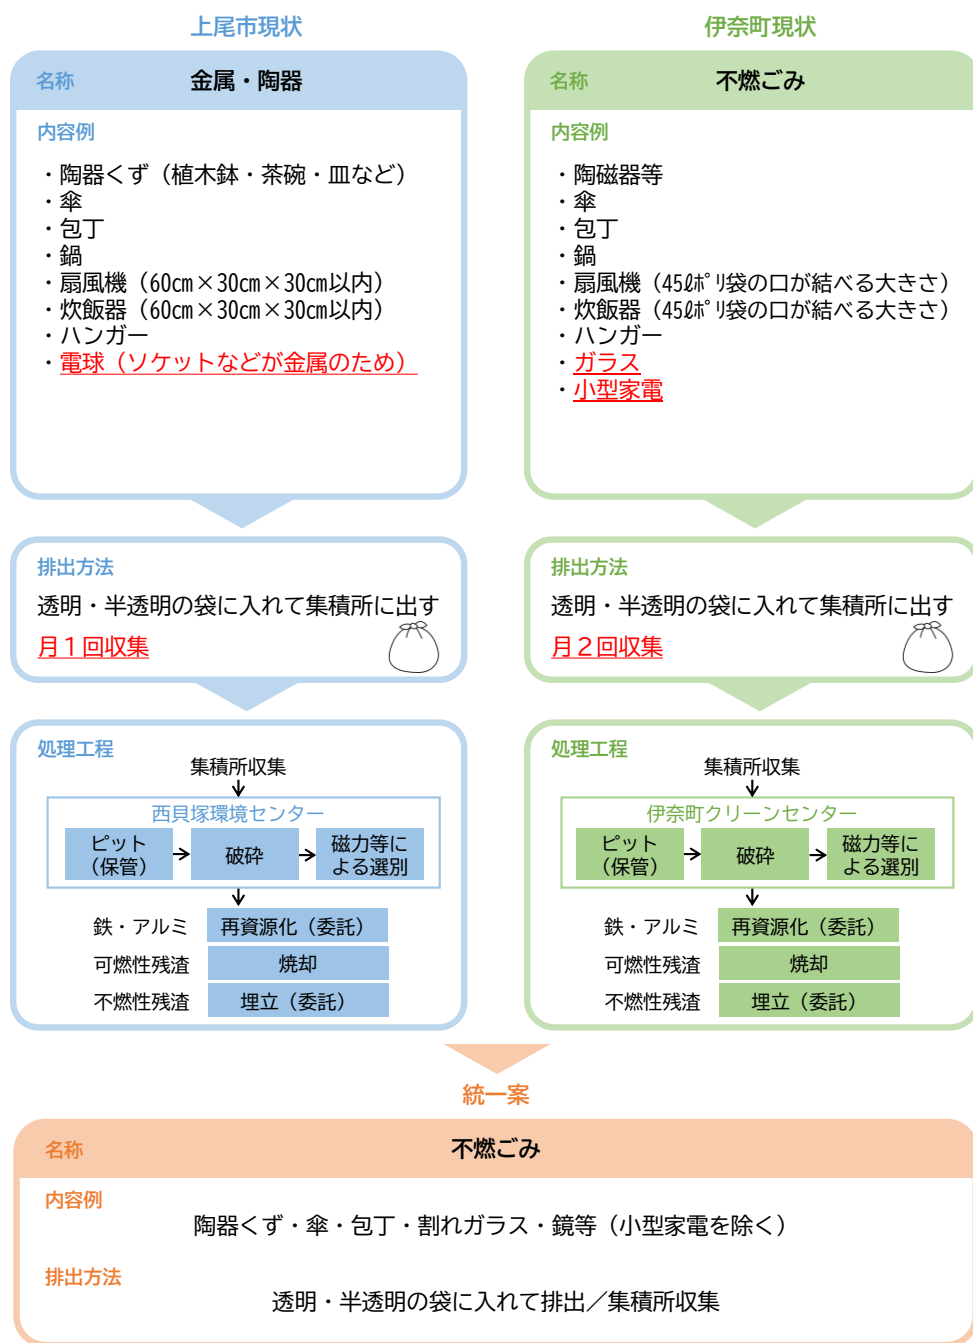 上尾市現状
名称 金属・陶器
内容例
・陶器くず（植木鉢・茶碗・皿など）
・傘
・包丁
・鍋
・扇風機（60㎝×30㎝×30㎝以内）
・炊飯器（60㎝×30㎝×30㎝以内）
・ハンガー
・電球（ソケットなどが金属のため）
排出方法
透明・半透明の袋に入れて集積所に出す
月１回収集
処理工程
集積所収集
西貝塚環境センター
ピット（保管）
破砕
磁力等による選別
鉄・アルミ 再資源化（委託）
可燃性残渣 焼却
不燃性残渣 埋立（委託）
伊奈町現状
名称 不燃ごみ
内容例
・陶磁器等
・傘
・包丁
・鍋
・扇風機（45ℓﾎﾟﾘ袋の口が結べる大きさ）
・炊飯器（45ℓﾎﾟﾘ袋の口が結べる大きさ）
・ハンガー
・ガラス
・小型家電
排出方法
透明・半透明の袋に入れて集積所に出す
月２回収集
処理工程
集積所収集
伊奈町クリーンセンター
ピット（保管）
破砕
磁力等による選別
鉄・アルミ 再資源化（委託）
可燃性残渣 焼却
不燃性残渣 埋立（委託）
統一案
名称 不燃ごみ
内容例
陶器くず・傘・包丁・割れガラス・鏡等（小型家電を除く）
排出方法
透明・半透明の袋に入れて排出／集積所収集